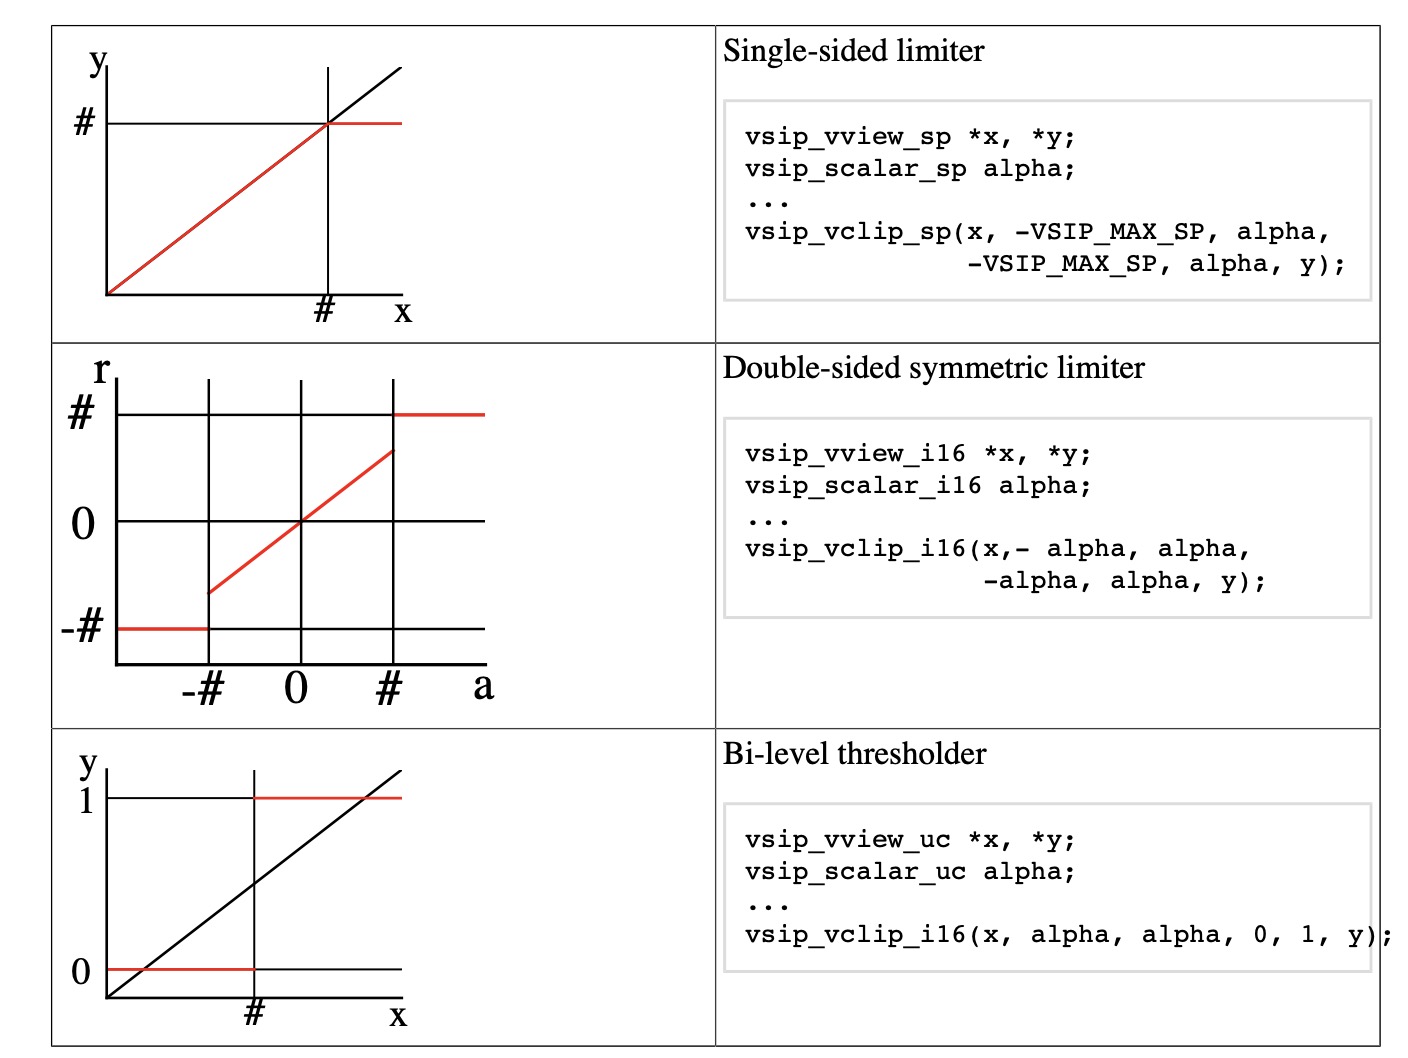 y
#
#
x
Single-sided limiter
vsip_vview_sp *x, *y;
vsip_scalar_sp alpha;
...
vsip_vclip_sp(x, -VSIP_MAX_SP, alpha,
-VSIP_MAX_SP, alpha, y);
r
#
0
-#
-#
0
#
a
Double-sided symmetric limiter
vsip_vview_i16 *x, *y;
vsip_scalar_i16 alpha;
...
vsip_vclip_i16(x,- alpha, alpha,
-alpha, alpha, y);
y
1
0
#
x
Bi-level thresholder
vsip_vview_uc *x, *y;
vsip_scalar_uc alpha;
...
vsip_vclip_i16(x, alpha, alpha, 0, 1, y);